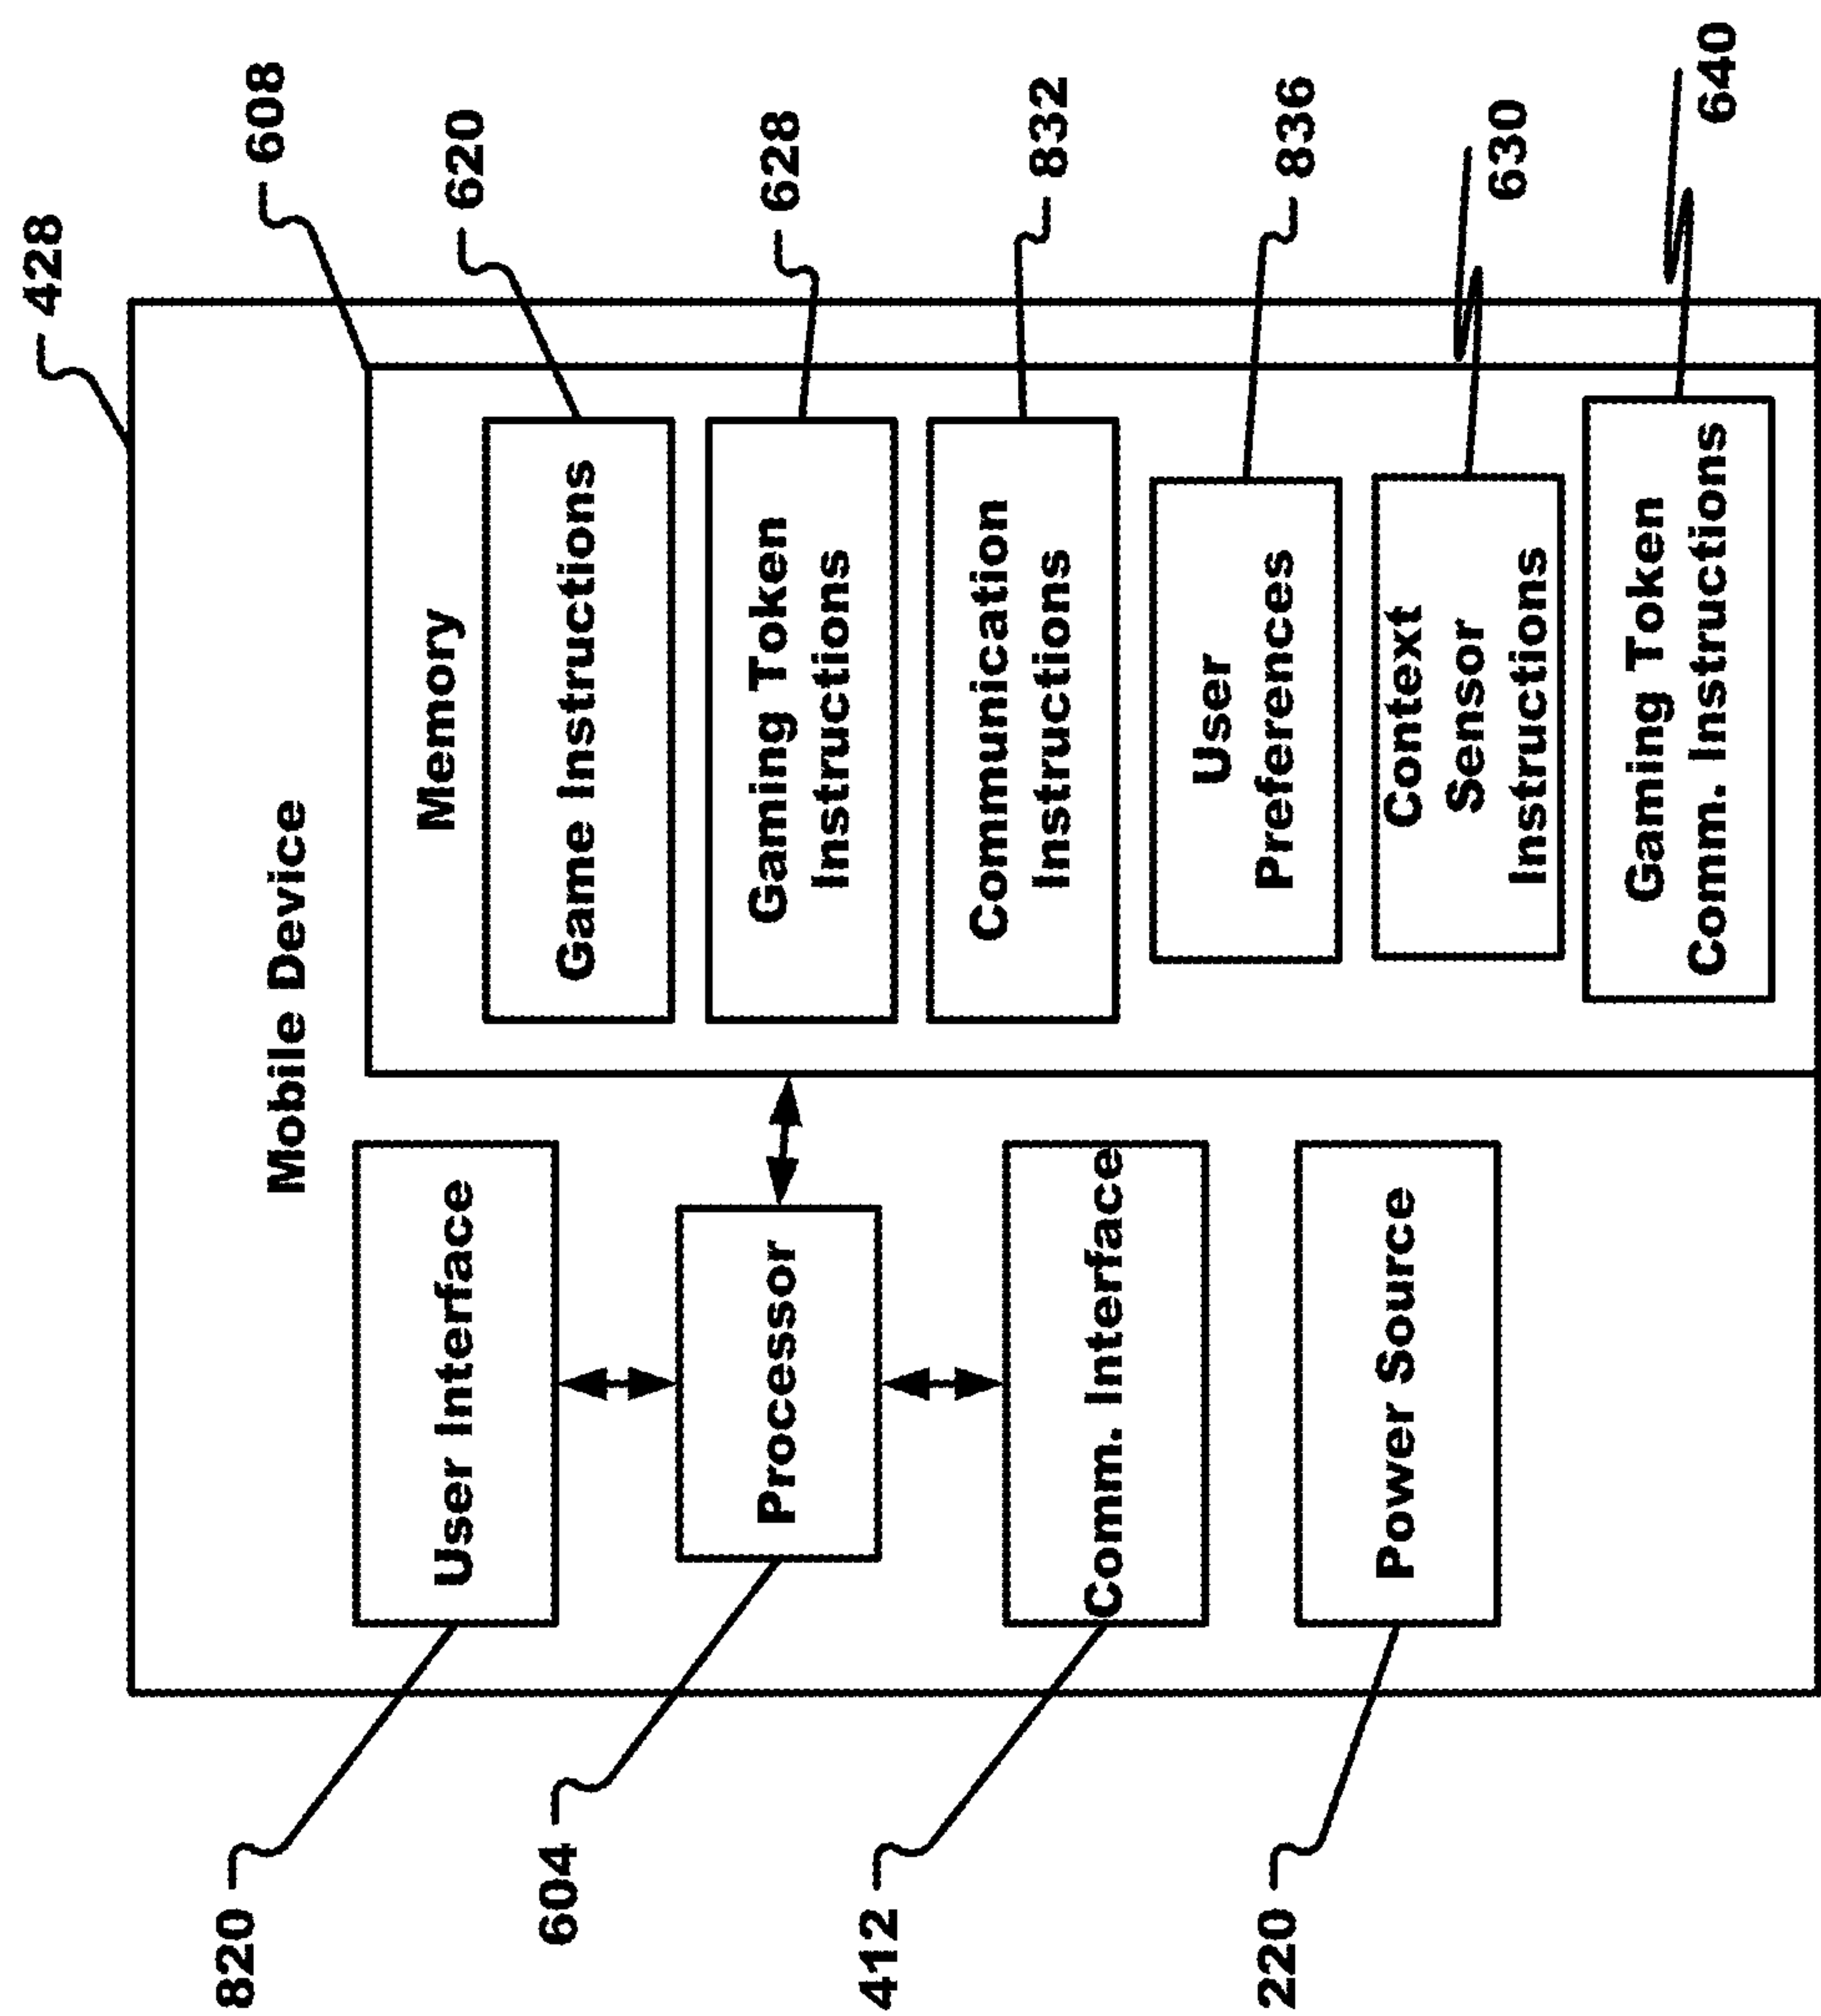 428
608
620
628
832
836
630
640
Mobile Device
Memory
Game Instructions
Gaming Token
Instructions
Communication
Instructions
User
Preferences
Context
Sensor
Instructions
Gaming Token
Comm. Instructions
User Interface
Processor
Comm. Interface
Power Source
820
604
412
220